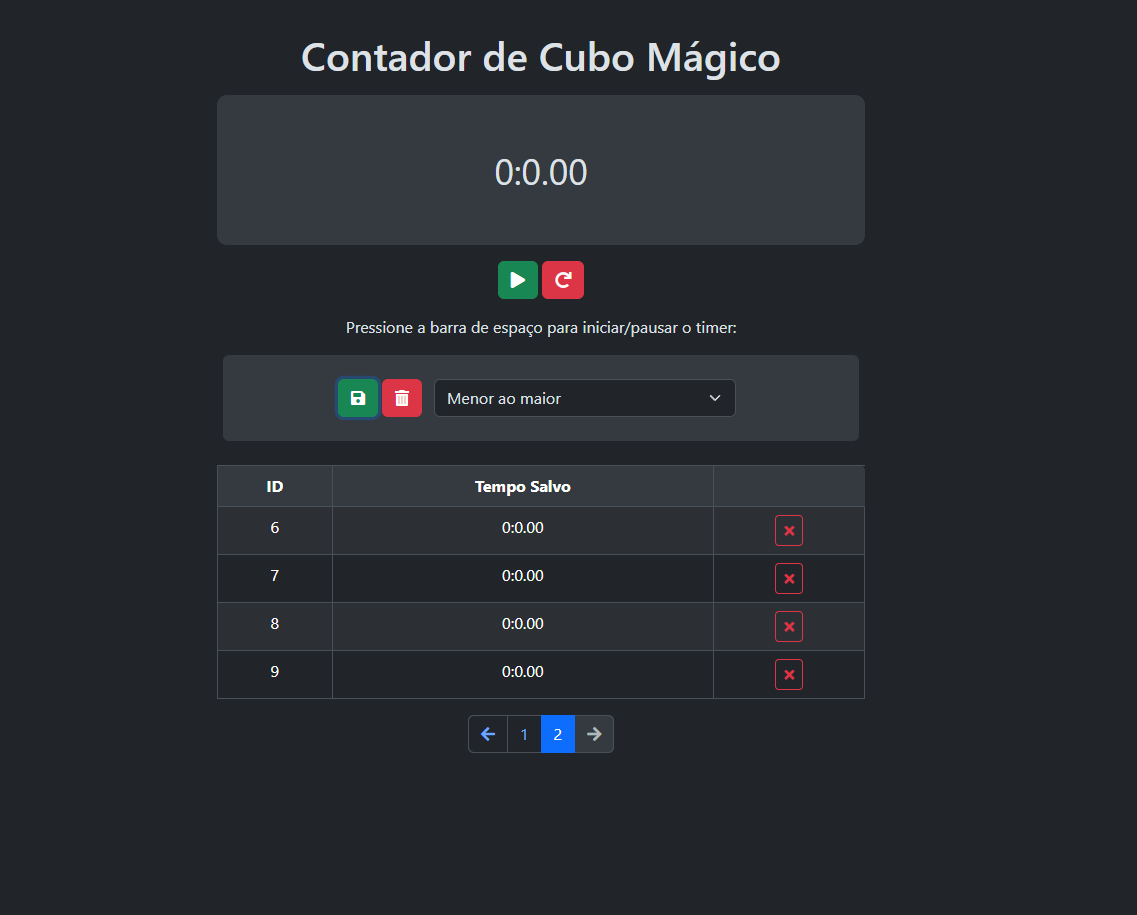 Contador de Cubo Mágico
0:0.00
Pressione a barra de espaço para iniciar/pausar o timer:
Menor ao maior
ID Tempo Salvo
6 0:0.00
7 0:0.00
8 0:0.00
9 0:0.00
1 2